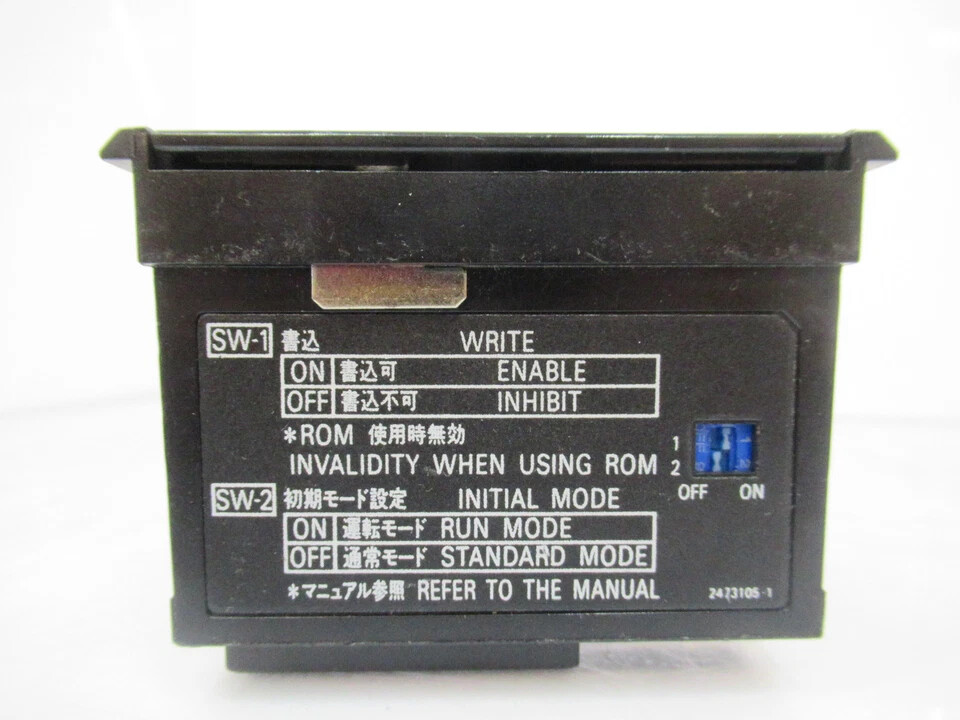 SW-1 書込 WRITE
ON 書込可 ENABLE
OFF 書込不可 INHIBIT
*ROM 使用時無効
INVALIDITY WHEN USING ROM
1
2
OFF ON
SW-2 初期モード設定 INITIAL MODE
ON 運転モード RUN MODE
OFF 通常モード STANDARD MODE
*マニュアル参照 REFER TO THE MANUAL
2473105-1